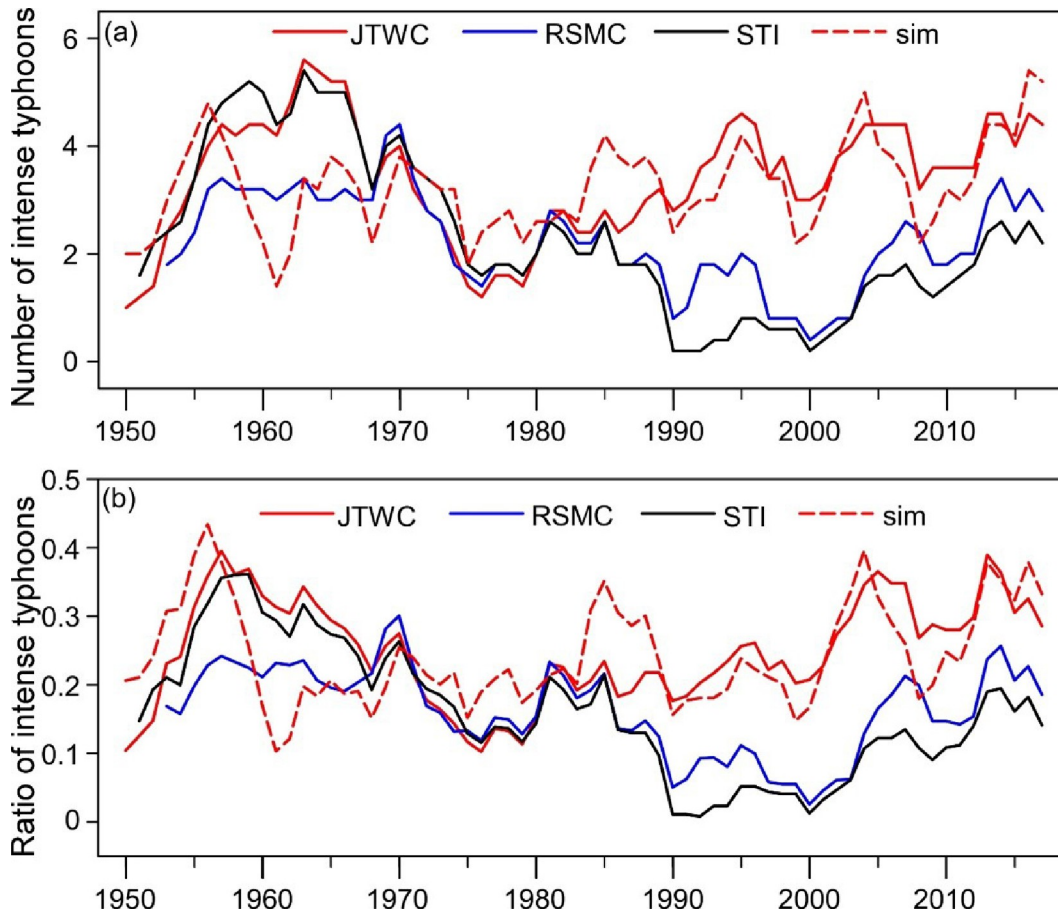 (a) JTWC RSMC STI sim
Number of intense typhoons
6
4
2
0
1950 1960 1970 1980 1990 2000 2010
(b) JTWC RSMC STI sim
Ratio of intense typhoons
0.5
0.4
0.3
0.2
0.1
0
1950 1960 1970 1980 1990 2000 2010